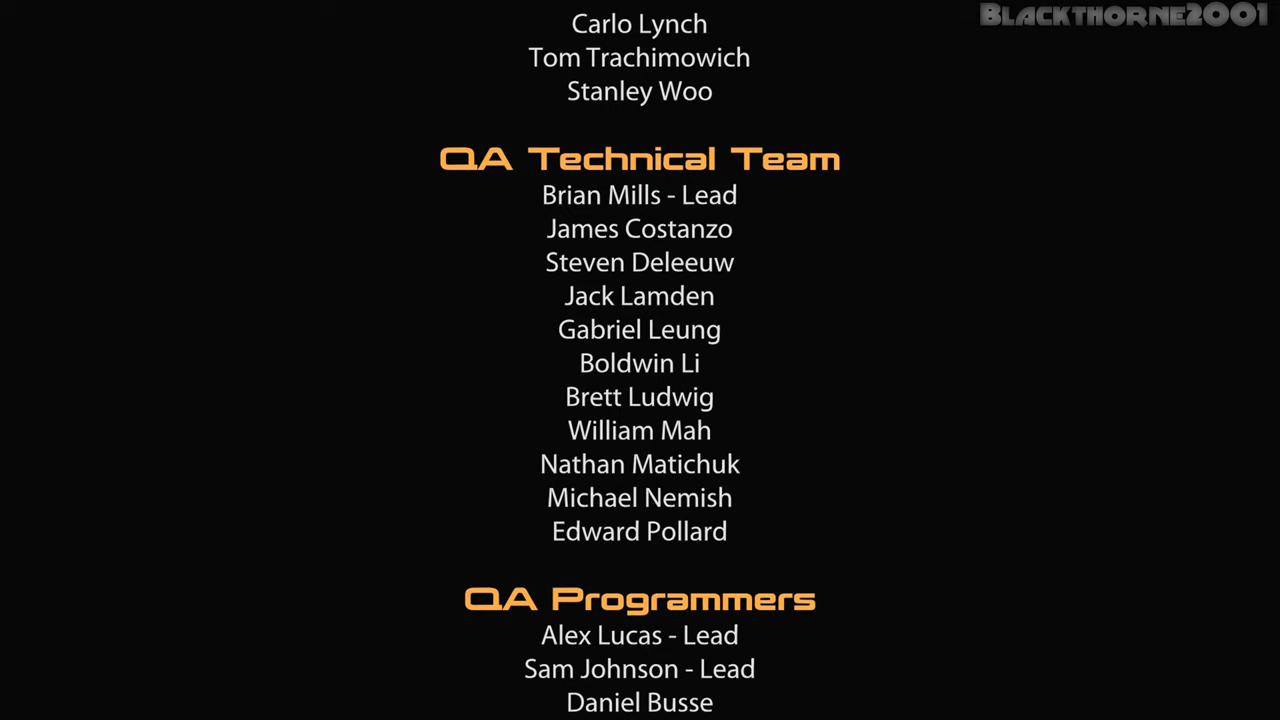 Blackthorne2001
Carlo Lynch
Tom Trachimowich
Stanley Woo
QA Technical Team
Brian Mills - Lead
James Costanzo
Steven Deleeuw
Jack Lamden
Gabriel Leung
Boldwin Li
Brett Ludwig
William Mah
Nathan Matichuk
Michael Nemish
Edward Pollard
QA Programmers
Alex Lucas - Lead
Sam Johnson - Lead
Daniel Busse